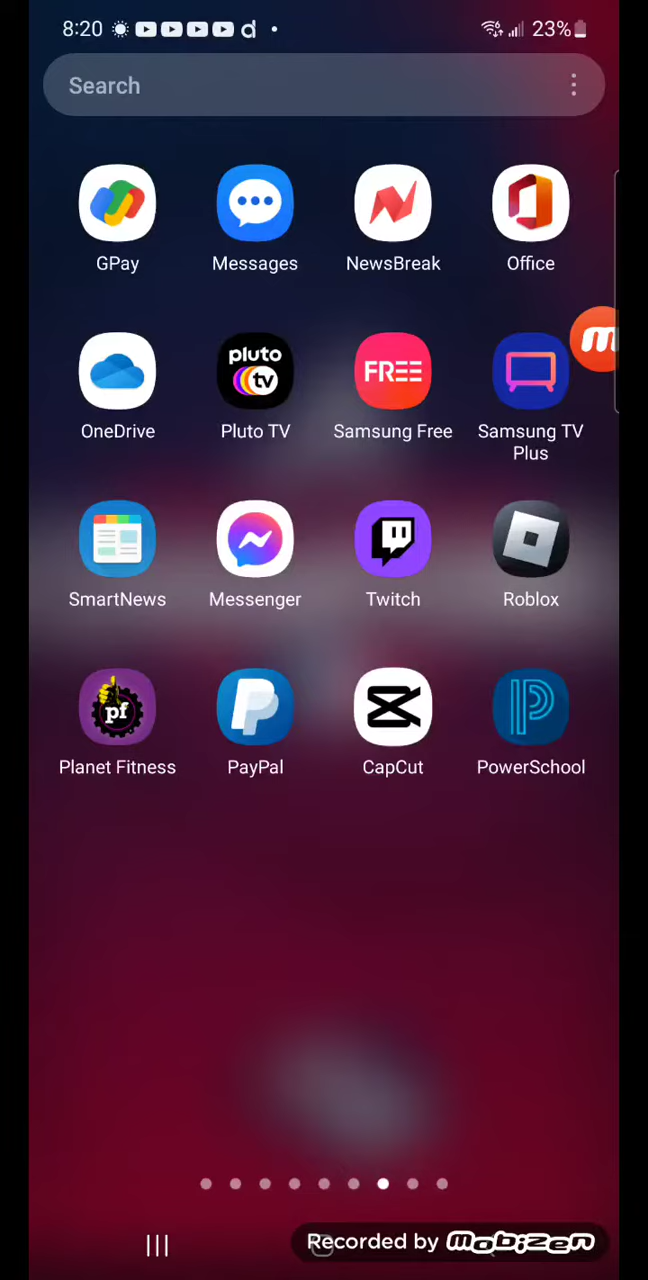 8:20
23%
Search
GPay
Messages
NewsBreak
Office
pluto
tv
FREE
m
OneDrive
Pluto TV
Samsung Free
Samsung TV
Plus
SmartNews
Messenger
Twitch
Roblox
pf
Planet Fitness
PayPal
CapCut
PowerSchool
Recorded by mobizen